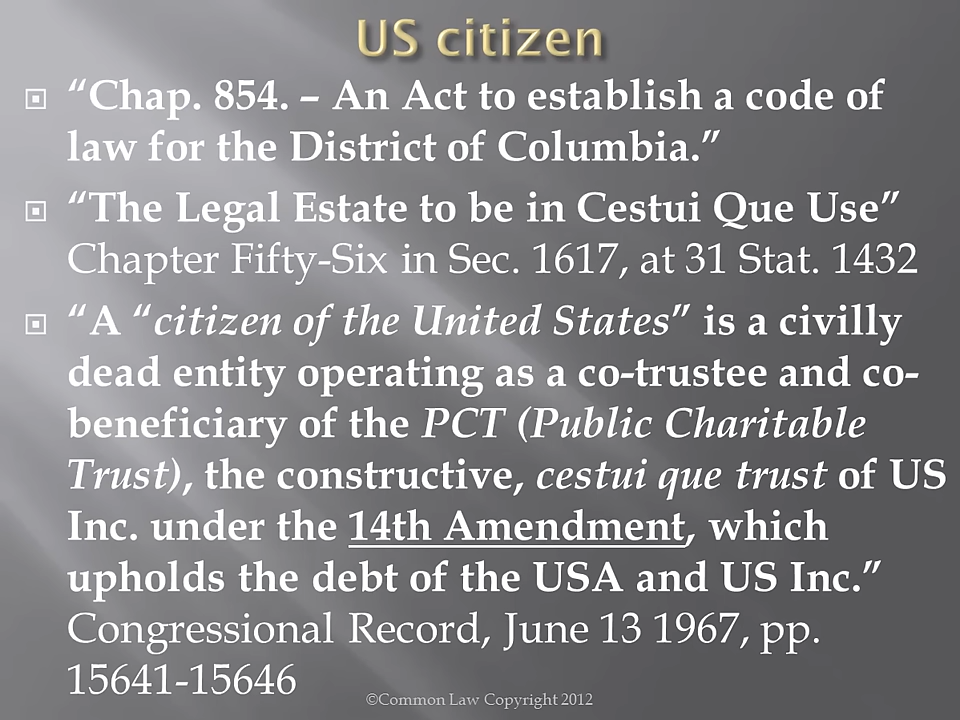 US citizen
“Chap. 854. – An Act to establish a code of
law for the District of Columbia.”
“The Legal Estate to be in Cestui Que Use”
Chapter Fifty-Six in Sec. 1617, at 31 Stat. 1432
“A “citizen of the United States” is a civilly
dead entity operating as a co-trustee and co-
beneficiary of the PCT (Public Charitable
Trust), the constructive, cestui que trust of US
Inc. under the 14th Amendment, which
upholds the debt of the USA and US Inc.”
Congressional Record, June 13 1967, pp.
15641-15646
©Common Law Copyright 2012